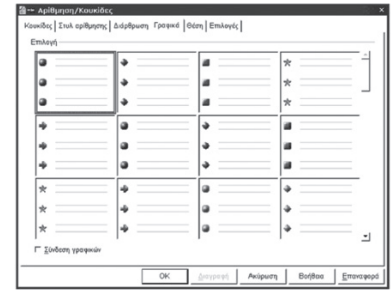 Αρίθμηση/Κουκίδες
Κουκίδες Στυλ αρίθμησης Διάρθρωση Γραφικά Θέση Επιλογές
Επιλογή
Σύνδεση γραφικών
OK Διαγραφή Ακύρωση Βοήθεια Επαναφορά